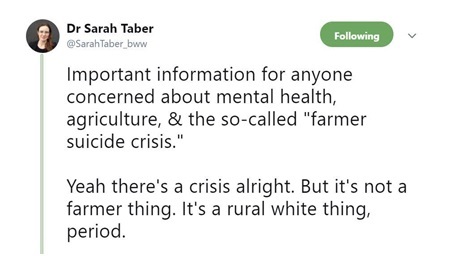 Dr Sarah Taber
Following
@SarahTaber_bww
Important information for anyone
concerned about mental health,
agriculture, & the so-called "farmer
suicide crisis."
Yeah there's a crisis alright. But it's not a
farmer thing. It's a rural white thing,
period.